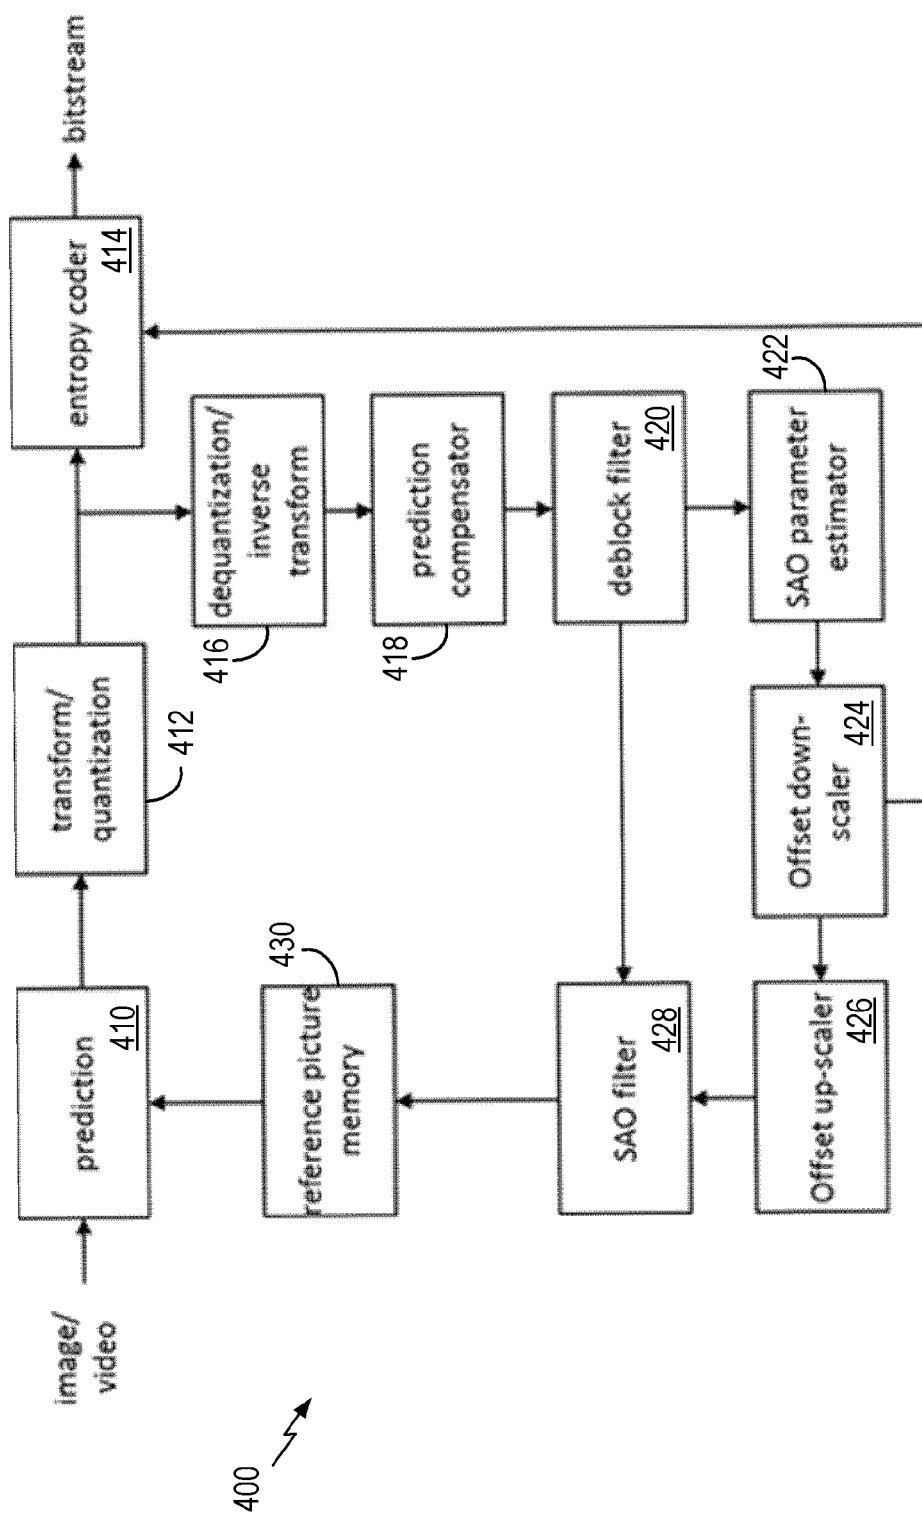 image/
video
prediction
410
transform/
quantization
412
entropy coder
414
bitstream
dequantization/
inverse
transform
416
reference picture
memory
430
prediction
compensator
418
SAO filter
428
deblock filter
420
Offset up-scaler
426
Offset down-
scaler
424
SAO parameter
estimator
422
400